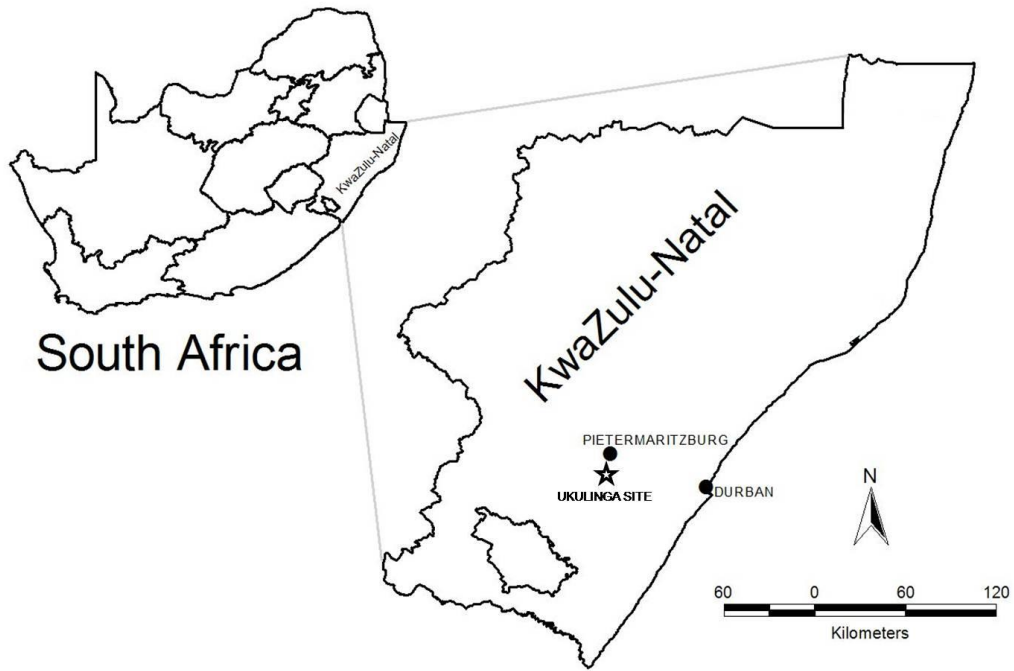 KwaZulu-Natal
South Africa
KwaZulu-Natal
PIETERMARITZBURG
UKULINGA SITE
DURBAN
N
60 0 60 120
Kilometers